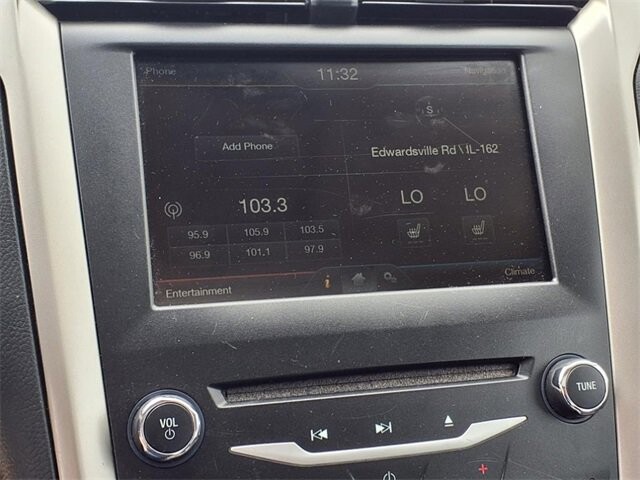 Phone 11:32 Navigation
S
Add Phone
Edwardsville Rd \ IL-162
103.3
LO LO
95.9 105.9 103.5
96.9 101.1 97.9
Entertainment i Climate
VOL
TUNE